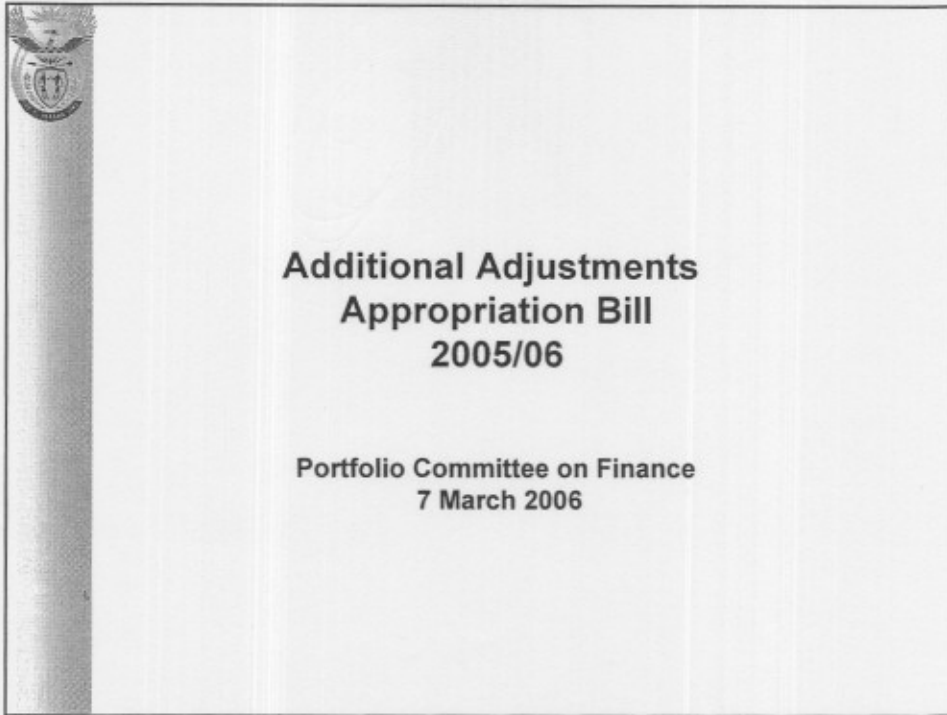 Additional Adjustments
Appropriation Bill
2005/06
Portfolio Committee on Finance
7 March 2006